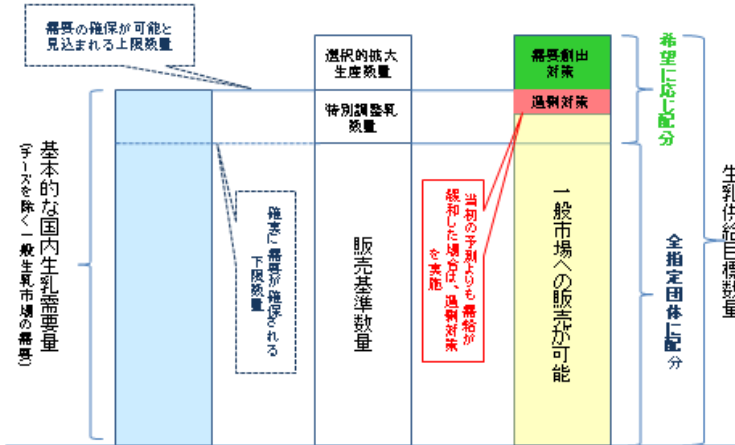 需要の確保が可能と
見込まれる上限数量
選択的拡大
生産数量
需要創出
対策
希望に応じ配分
特別調整乳
数量
過剰対策
基本的な国内生乳需要量
(チーズを除く一般生乳市場の需要)
確実に需要が確保される
下限数量
販売基準数量
当初の予測よりも需給が
緩和した場合は、過剰対策
を実施
一般市場への販売が可能
全指定団体に配分
生乳供給目標数量